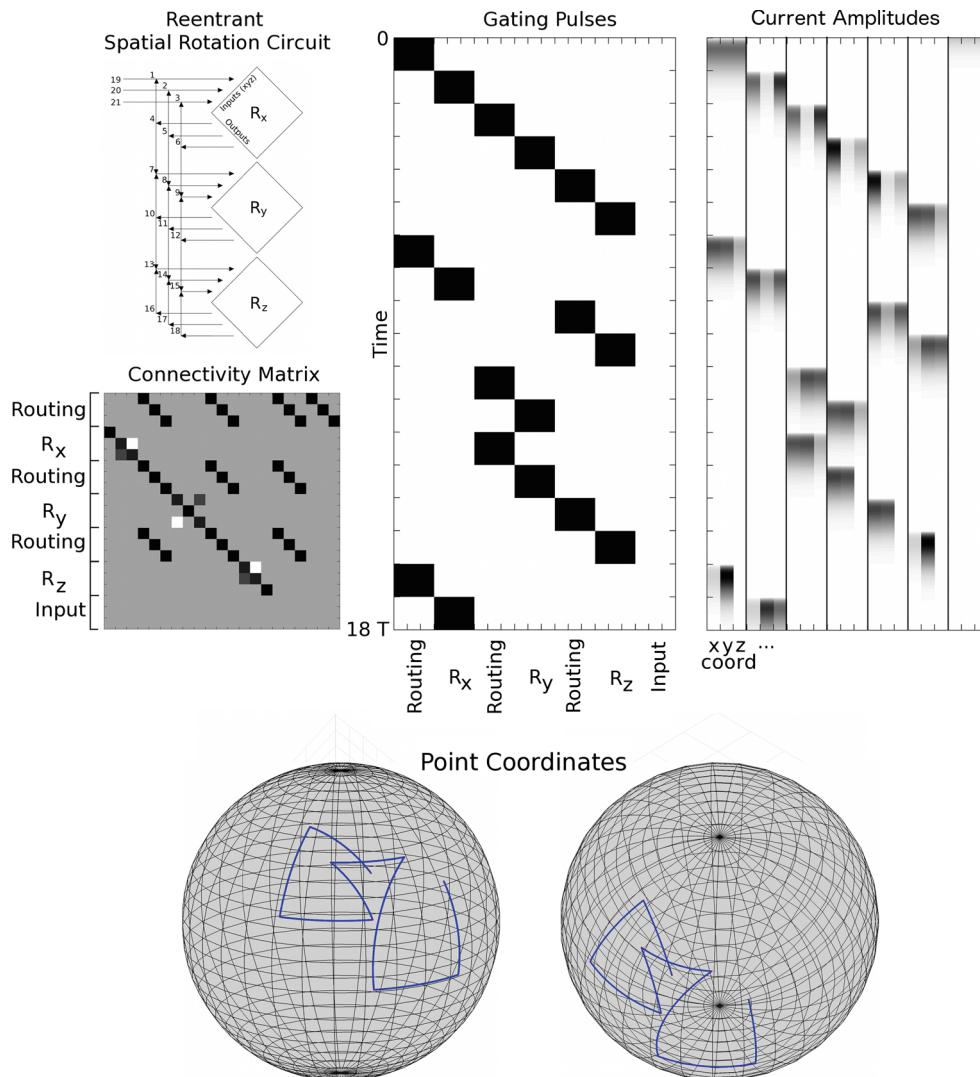 Reentrant
Spatial Rotation Circuit
1
19
2
20
3
21
Inputs (xyz)
Rx
4
Outputs
5
6
7
8
9
Ry
10
11
12
13
14
15
Rz
16
17
18
Connectivity Matrix
Routing
Rx
Routing
Ry
Routing
Rz
Input
Gating Pulses
0
Time
18 T
Routing
Rx
Routing
Ry
Routing
Rz
Input
Current Amplitudes
x y z ...
coord
Point Coordinates